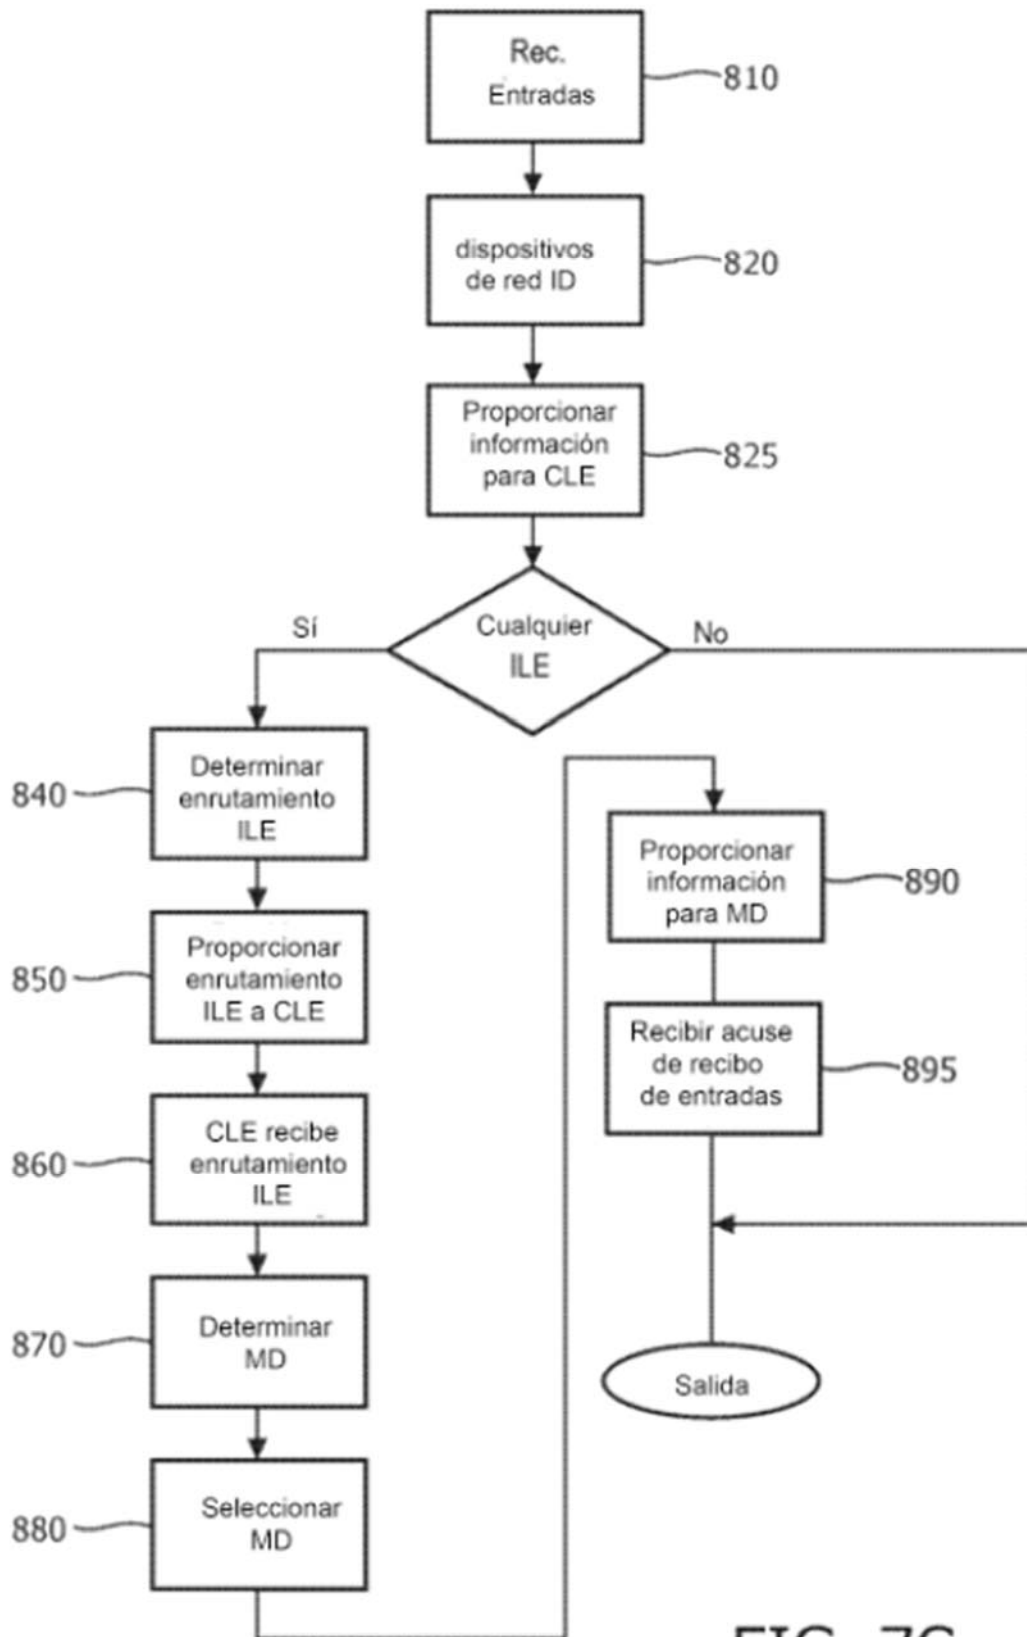 Rec.
Entradas
810
dispositivos
de red ID
820
Proporcionar
información
para CLE
825
Cualquier
ILE
Sí
No
Determinar
enrutamiento
ILE
840
Proporcionar
enrutamiento
ILE a CLE
850
CLE recibe
enrutamiento
ILE
860
Determinar
MD
870
Seleccionar
MD
880
Proporcionar
información
para MD
890
Recibir acuse
de recibo
de entradas
895
Salida